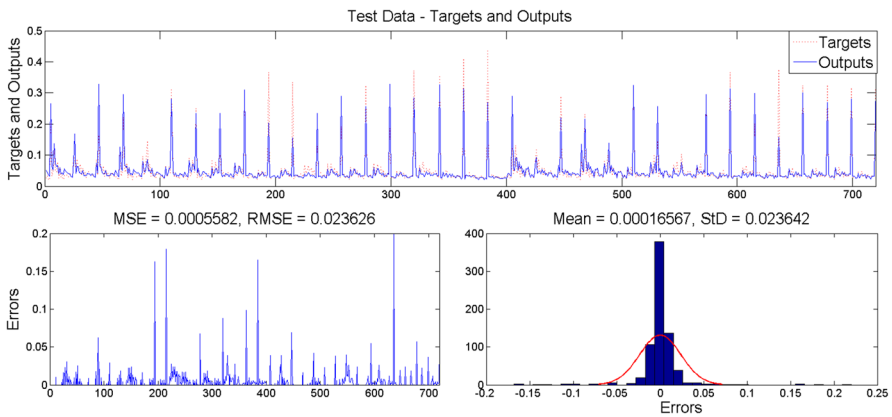 Test Data - Targets and Outputs
Targets and Outputs
0.5
0.4
0.3
0.2
0.1
0
Targets
Outputs
0 100 200 300 400 500 600 700
MSE = 0.0005582, RMSE = 0.023626
Errors
0.2
0.15
0.1
0.05
0
0 100 200 300 400 500 600 700
Mean = 0.00016567, StD = 0.023642
400
300
200
100
0
-0.2 -0.15 -0.1 -0.05 0 0.05 0.1 0.15 0.2 0.25
Errors